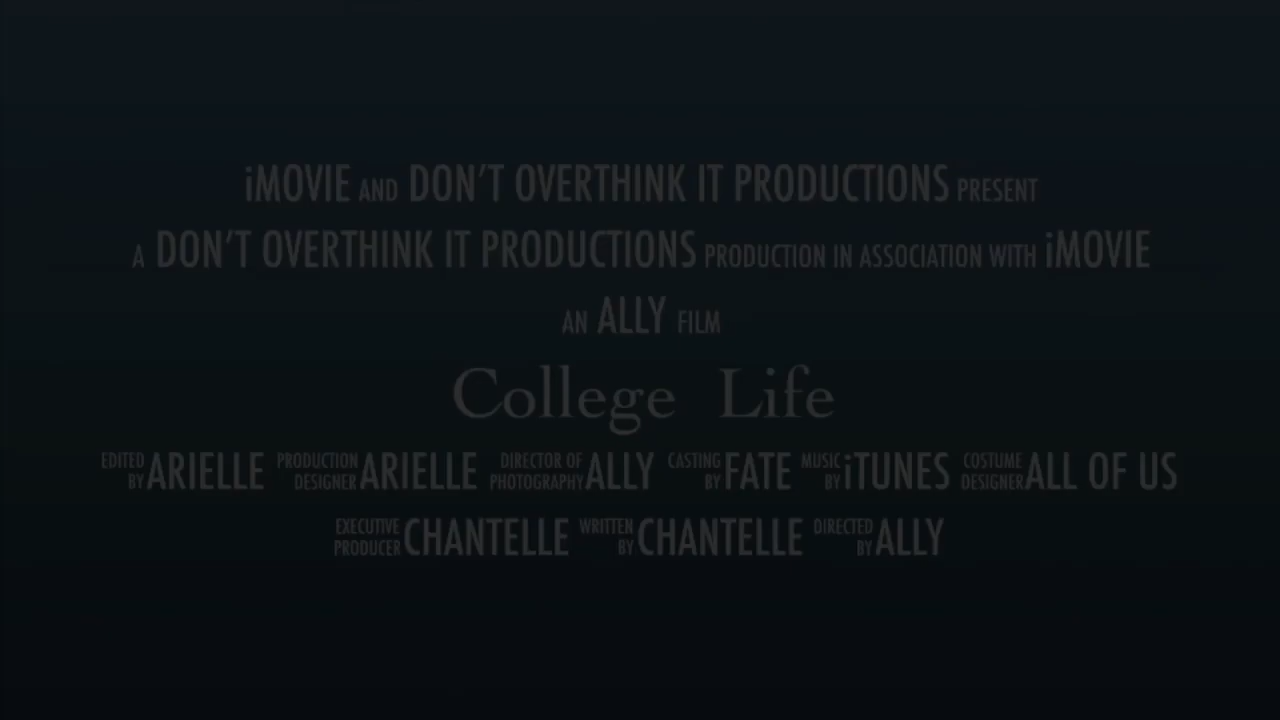 iMOVIE AND DON'T OVERTHINK IT PRODUCTIONS PRESENT
A DON'T OVERTHINK IT PRODUCTIONS PRODUCTION IN ASSOCIATION WITH iMOVIE
AN ALLY FILM
College Life
EDITED BY ARIELLE PRODUCTION DESIGNER ARIELLE DIRECTOR OF PHOTOGRAPHY ALLY CASTING BY FATE MUSIC BY iTUNES COSTUME DESIGNER ALL OF US
EXECUTIVE PRODUCER CHANTELLE WRITTEN BY CHANTELLE DIRECTED BY ALLY